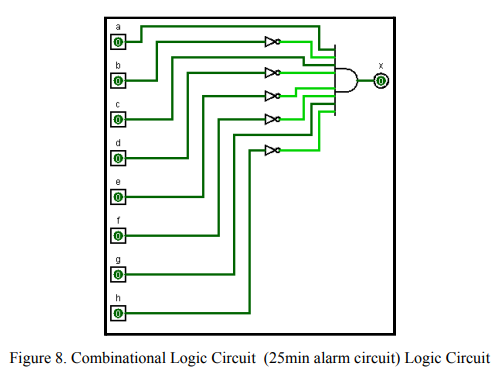 a
0
b
0
x
0
c
0
d
0
e
0
f
0
g
0
h
0
Figure 8. Combinational Logic Circuit (25min alarm circuit) Logic Circuit